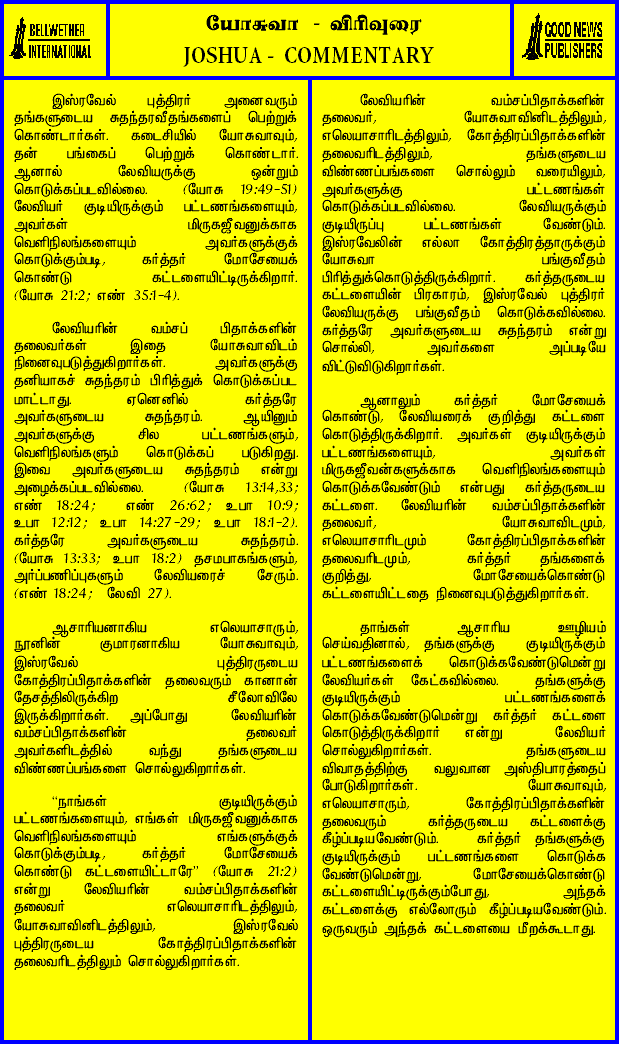 BELLWETHER
INTERNATIONAL
யோசுவா - விரிவுரை
JOSHUA - COMMENTARY
GOOD NEWS
PUBLISHERS
இஸ்ரவேல் புத்திரர் அனைவரும்
தங்களுடைய சுதந்தரவீதங்களைப் பெற்றுக்
கொண்டார்கள். கடைசியில் யோசுவாவும்,
தன் பங்கைப் பெற்றுக் கொண்டார்.
ஆனால் லேவியருக்கு ஒன்றும்
கொடுக்கப்படவில்லை. (யோசு 19:49-51)
லேவியர் குடியிருக்கும் பட்டணங்களையும்,
அவர்கள் மிருகஜீவனுக்காக
வெளிநிலங்களையும் அவர்களுக்குக்
கொடுக்கும்படி, கர்த்தர் மோசேயைக்
கொண்டு கட்டளையிட்டிருக்கிறார்.
(யோசு 21:2; எண் 35:1-4).
லேவியரின் வம்சப் பிதாக்களின்
தலைவர்கள் இதை யோசுவாவிடம்
நினைவுபடுத்துகிறார்கள். அவர்களுக்கு
தனியாகச் சுதந்தரம் பிரித்துக் கொடுக்கப்பட
மாட்டாது. ஏனெனில் கர்த்தரே
அவர்களுடைய சுதந்தரம். ஆயினும்
அவர்களுக்கு சில பட்டணங்களும்,
வெளிநிலங்களும் கொடுக்கப் படுகிறது.
இவை அவர்களுடைய சுதந்தரம் என்று
அழைக்கப்படவில்லை. (யோசு 13:14,33;
எண் 18:24; எண் 26:62; உபா 10:9;
உபா 12:12; உபா 14:27-29; உபா 18:1-2).
கர்த்தரே அவர்களுடைய சுதந்தரம்.
(யோசு 13:33; உபா 18:2) தசமபாகங்களும்,
அர்ப்பணிப்புகளும் லேவியரைச் சேரும்.
(எண் 18:24; லேவி 27).
ஆசாரியனாகிய எலெயாசாரும்,
நூனின் குமாரனாகிய யோசுவாவும்,
இஸ்ரவேல் புத்திரருடைய
கோத்திரப்பிதாக்களின் தலைவரும் கானான்
தேசத்திலிருக்கிற சீலோவிலே
இருக்கிறார்கள். அப்போது லேவியரின்
வம்சப்பிதாக்களின் தலைவர்
அவர்களிடத்தில் வந்து தங்களுடைய
விண்ணப்பங்களை சொல்லுகிறார்கள்.
"நாங்கள் குடியிருக்கும்
பட்டணங்களையும், எங்கள் மிருகஜீவனுக்காக
வெளிநிலங்களையும் எங்களுக்குக்
கொடுக்கும்படி, கர்த்தர் மோசேயைக்
கொண்டு கட்டளையிட்டாரே" (யோசு 21:2)
என்று லேவியரின் வம்சப்பிதாக்களின்
தலைவர் எலெயாசாரிடத்திலும்,
யோசுவாவினிடத்திலும், இஸ்ரவேல்
புத்திரருடைய கோத்திரப்பிதாக்களின்
தலைவரிடத்திலும் சொல்லுகிறார்கள்.
லேவியரின் வம்சப்பிதாக்களின்
தலைவர், யோசுவாவினிடத்திலும்,
எலெயாசாரிடத்திலும், கோத்திரப்பிதாக்களின்
தலைவரிடத்திலும், தங்களுடைய
விண்ணப்பங்களை சொல்லும் வரையிலும்,
அவர்களுக்கு பட்டணங்கள்
கொடுக்கப்படவில்லை. லேவியருக்கும்
குடியிருப்பு பட்டணங்கள் வேண்டும்.
இஸ்ரவேலின் எல்லா கோத்திரத்தாருக்கும்
யோசுவா பங்குவீதம்
பிரித்துக்கொடுத்திருக்கிறார். கர்த்தருடைய
கட்டளையின் பிரகாரம், இஸ்ரவேல் புத்திரர்
லேவியருக்கு பங்குவீதம் கொடுக்கவில்லை.
கர்த்தரே அவர்களுடைய சுதந்தரம் என்று
சொல்லி, அவர்களை அப்படியே
விட்டுவிடுகிறார்கள்.
ஆனாலும் கர்த்தர் மோசேயைக்
கொண்டு, லேவியரைக் குறித்து கட்டளை
கொடுத்திருக்கிறார். அவர்கள் குடியிருக்கும்
பட்டணங்களையும், அவர்கள்
மிருகஜீவன்களுக்காக வெளிநிலங்களையும்
கொடுக்கவேண்டும் என்பது கர்த்தருடைய
கட்டளை. லேவியரின் வம்சப்பிதாக்களின்
தலைவர், யோசுவாவிடமும்,
எலெயாசாரிடமும் கோத்திரப்பிதாக்களின்
தலைவரிடமும், கர்த்தர் தங்களைக்
குறித்து, மோசேயைக்கொண்டு
கட்டளையிட்டதை நினைவுபடுத்துகிறார்கள்.
தாங்கள் ஆசாரிய ஊழியம்
செய்வதினால், தங்களுக்கு குடியிருக்கும்
பட்டணங்களைக் கொடுக்கவேண்டுமென்று
லேவியர்கள் கேட்கவில்லை. தங்களுக்கு
குடியிருக்கும் பட்டணங்களைக்
கொடுக்கவேண்டுமென்று கர்த்தர் கட்டளை
கொடுத்திருக்கிறார் என்று லேவியர்
சொல்லுகிறார்கள். தங்களுடைய
விவாதத்திற்கு வலுவான அஸ்திபாரத்தைப்
போடுகிறார்கள். யோசுவாவும்,
எலெயாசாரும், கோத்திரப்பிதாக்களின்
தலைவரும் கர்த்தருடைய கட்டளைக்கு
கீழ்ப்படியவேண்டும். கர்த்தர் தங்களுக்கு
குடியிருக்கும் பட்டணங்களை கொடுக்க
வேண்டுமென்று, மோசேயைக்கொண்டு
கட்டளையிட்டிருக்கும்போது, அந்தக்
கட்டளைக்கு எல்லோரும் கீழ்ப்படியவேண்டும்.
ஒருவரும் அந்தக் கட்டளையை மீறக்கூடாது.